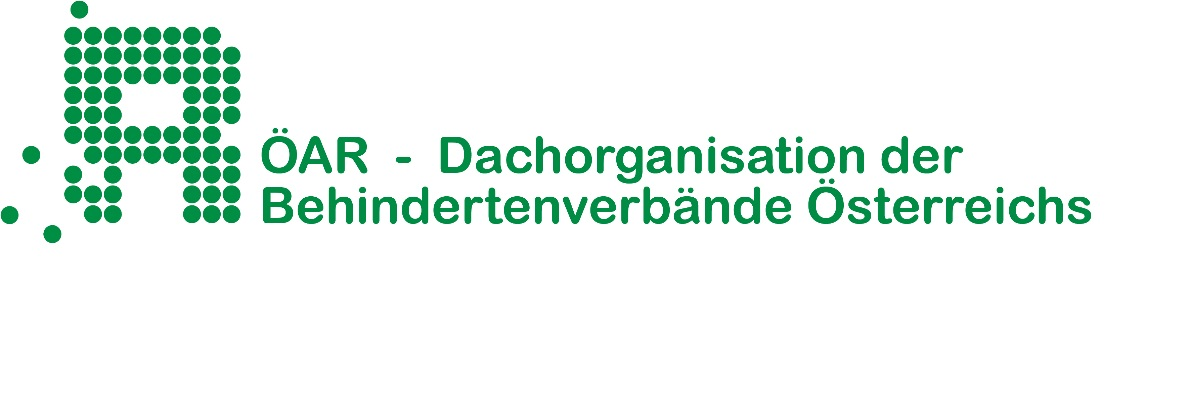 ÖAR - Dachorganisation der
Behindertenverbände Österreichs